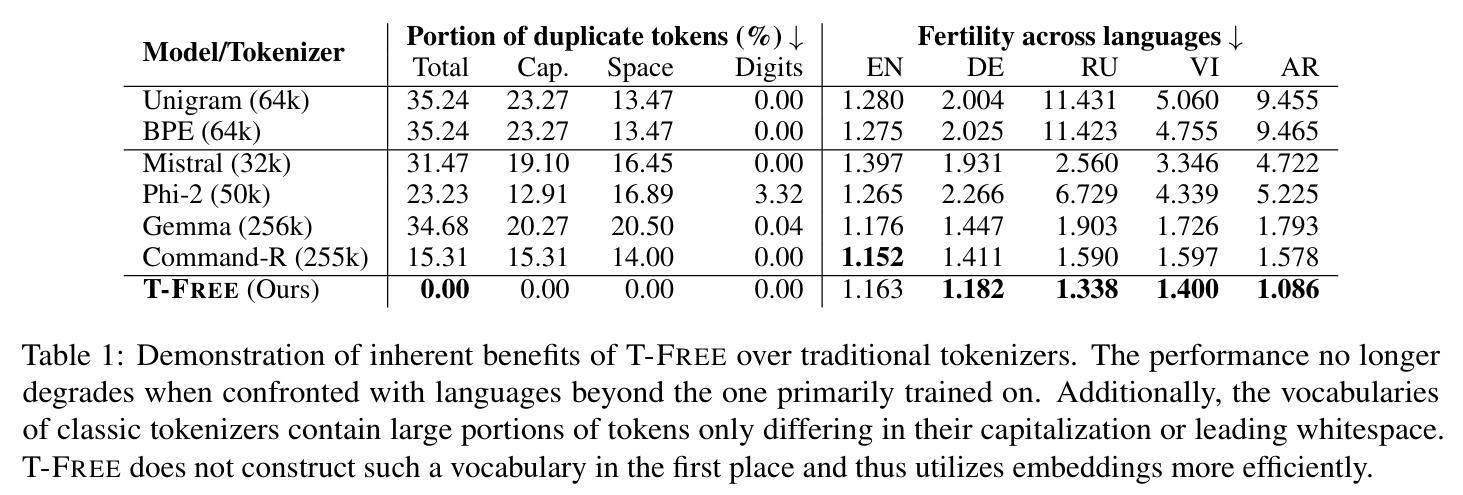 Model/Tokenizer Portion of duplicate tokens (%) ↓ Fertility across languages ↓
Total Cap. Space Digits EN DE RU VI AR
Unigram (64k) 35.24 23.27 13.47 0.00 1.280 2.004 11.431 5.060 9.455
BPE (64k) 35.24 23.27 13.47 0.00 1.275 2.025 11.423 4.755 9.465
Mistral (32k) 31.47 19.10 16.45 0.00 1.397 1.931 2.560 3.346 4.722
Phi-2 (50k) 23.23 12.91 16.89 3.32 1.265 2.266 6.729 4.339 5.225
Gemma (256k) 34.68 20.27 20.50 0.04 1.176 1.447 1.903 1.726 1.793
Command-R (255k) 15.31 15.31 14.00 0.00 1.152 1.411 1.590 1.597 1.578
T-FREE (Ours) 0.00 0.00 0.00 0.00 1.163 1.182 1.338 1.400 1.086
Table 1: Demonstration of inherent benefits of T-FREE over traditional tokenizers. The performance no longer
degrades when confronted with languages beyond the one primarily trained on. Additionally, the vocabularies
of classic tokenizers contain large portions of tokens only differing in their capitalization or leading whitespace.
T-FREE does not construct such a vocabulary in the first place and thus utilizes embeddings more efficiently.